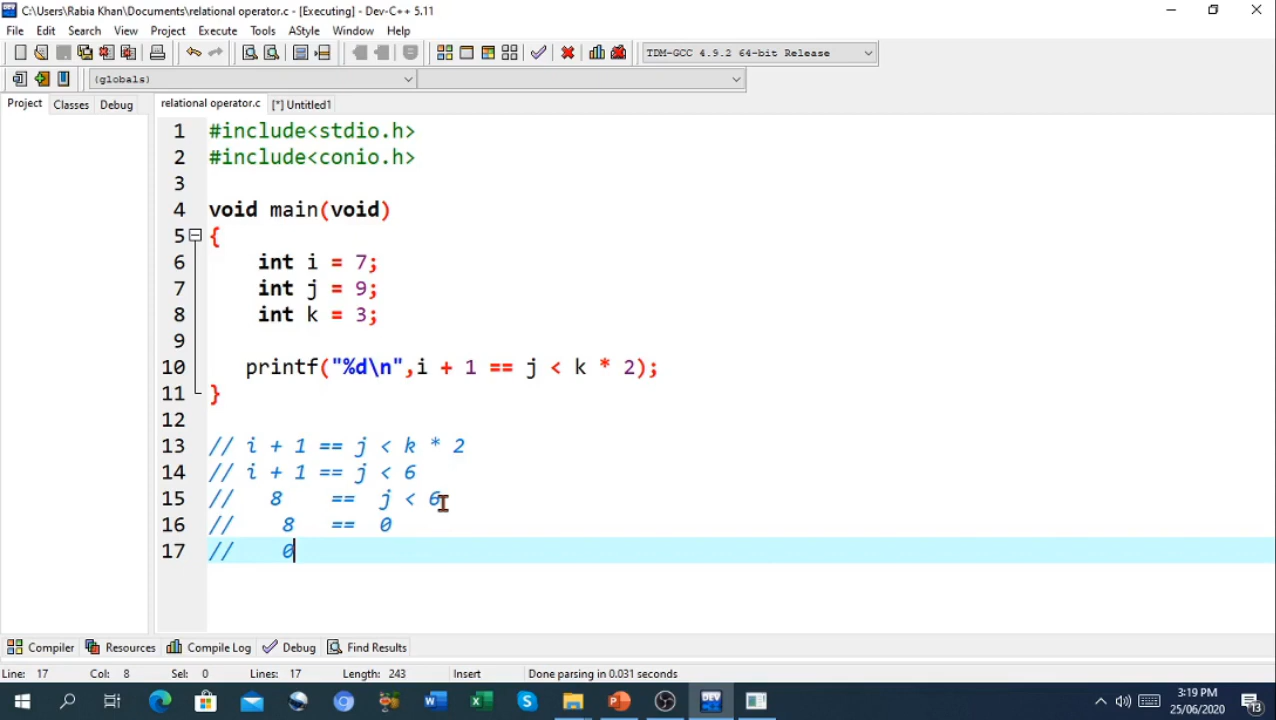 C:\Users\Rabia Khan\Documents\relational operator.c - [Executing] - Dev-C++ 5.11
File Edit Search View Project Execute Tools AStyle Window Help
TDM-GCC 4.9.2 64-bit Release
(globals)
Project Classes Debug relational operator.c [*] Untitled1
1 #include<stdio.h>
2 #include<conio.h>
3
4 void main(void)
5 {
6 int i = 7;
7 int j = 9;
8 int k = 3;
9
10 printf("%d\n",i + 1 == j < k * 2);
11 }
12
13 // i + 1 == j < k * 2
14 // i + 1 == j < 6
15 // 8 == j < 6
16 // 8 == 0
17 // 0
Compiler Resources Compile Log Debug Find Results
Line: 17 Col: 8 Sel: 0 Lines: 17 Length: 243 Insert Done parsing in 0.031 seconds
3:19 PM
25/06/2020
13